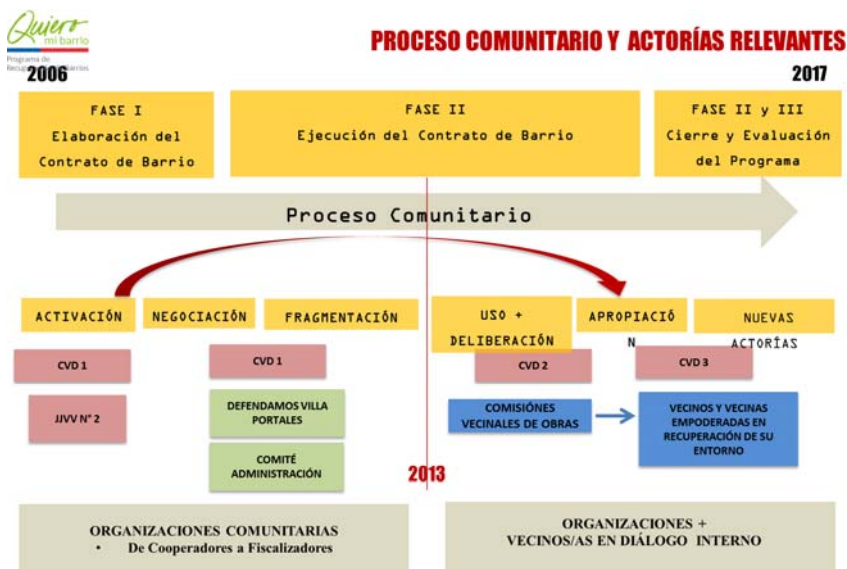 Quiero
mi barrio
Programa de
Recuperación de Barrios
PROCESO COMUNITARIO Y ACTORÍAS RELEVANTES
2006
2017
FASE I
Elaboración del
Contrato de Barrio
FASE II
Ejecución del Contrato de Barrio
FASE II y III
Cierre y Evaluación
del Programa
Proceso Comunitario
ACTIVACIÓN
NEGOCIACIÓN
FRAGMENTACIÓN
USO +
DELIBERACIÓN
APROPIACIÓ
N
NUEVAS
ACTORÍAS
CVD 1
CVD 1
CVD 2
CVD 3
JJVV N° 2
DEFENDAMOS VILLA
PORTALES
COMITÉ
ADMINISTRACIÓN
COMISIÓNES
VECINALES DE OBRAS
VECINOS Y VECINAS
EMPODERADAS EN
RECUPERACIÓN DE SU
ENTORNO
2013
ORGANIZACIONES COMUNITARIAS
• De Cooperadores a Fiscalizadores
ORGANIZACIONES +
VECINOS/AS EN DIÁLOGO INTERNO